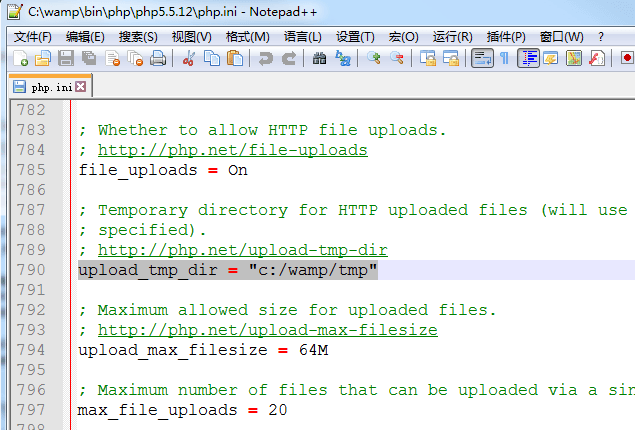 C:\wamp\bin\php\php5.5.12\php.ini - Notepad++
文件(F) 编辑(E) 搜索(S) 视图(V) 格式(M) 语言(L) 设置(T) 宏(O) 运行(R) 插件(P) 窗口(W) ?
php.ini
782
783 ; Whether to allow HTTP file uploads.
784 ; http://php.net/file-uploads
785 file_uploads = On
786
787 ; Temporary directory for HTTP uploaded files (will use
788 ; specified).
789 ; http://php.net/upload-tmp-dir
790 upload_tmp_dir = "c:/wamp/tmp"
791
792 ; Maximum allowed size for uploaded files.
793 ; http://php.net/upload-max-filesize
794 upload_max_filesize = 64M
795
796 ; Maximum number of files that can be uploaded via a sin
797 max_file_uploads = 20
798